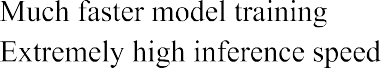 Much faster model training
Extremely high inference speed